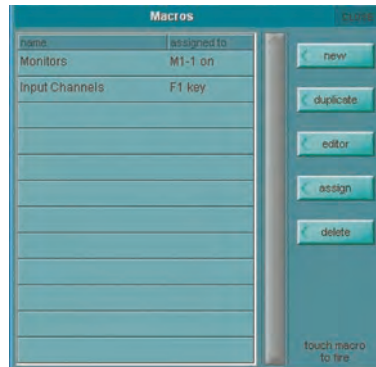 Macros CLOSE
name assigned to
Monitors M1-1 on
Input Channels F1 key
new
duplicate
editor
assign
delete
touch macro
to fire